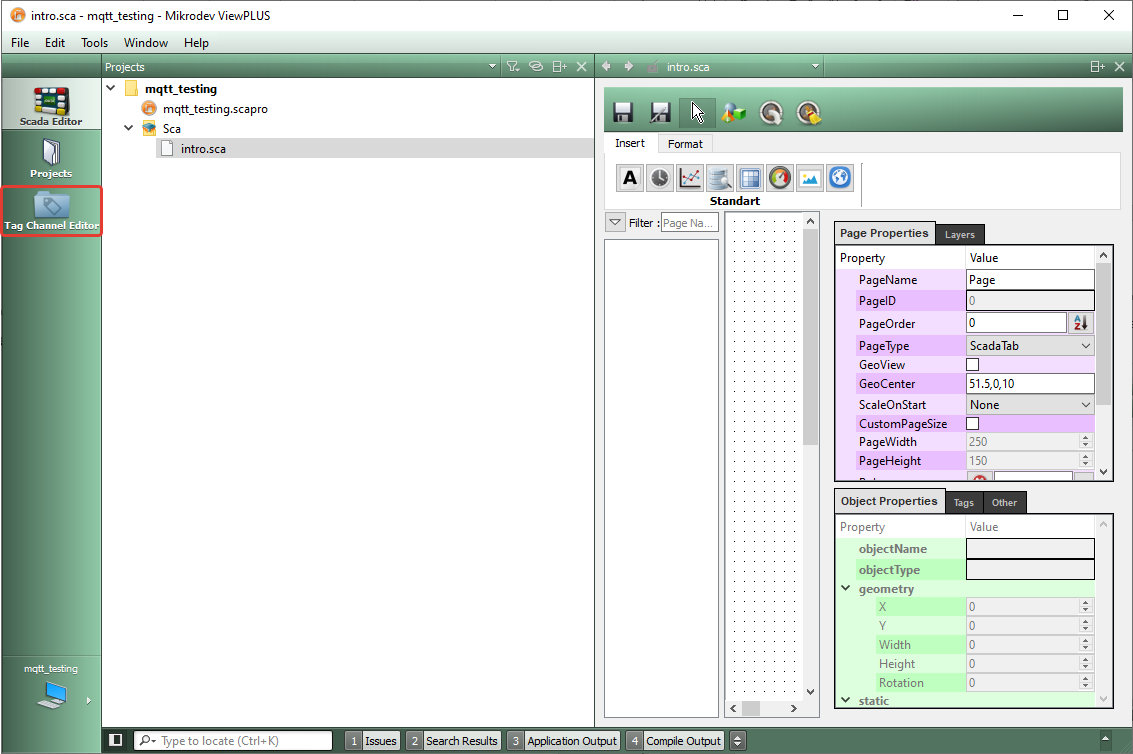 intro.sca - mqtt_testing - Mikrodev ViewPLUS
File Edit Tools Window Help
Projects
intro.sca
Scada Editor
Projects
Tag Channel Editor
mqtt_testing
mqtt_testing
mqtt_testing.scapro
Sca
intro.sca
Insert Format
A
Standart
Filter : Page Na...
Page Properties Layers
Property Value
PageName Page
PageID 0
PageOrder 0
PageType ScadaTab
GeoView
GeoCenter 51.5,0,10
ScaleOnStart None
CustomPageSize
PageWidth 250
PageHeight 150
Object Properties Tags Other
Property Value
objectName
objectType
geometry
X 0
Y 0
Width 0
Height 0
Rotation 0
static
Type to locate (Ctrl+K) 1 Issues 2 Search Results 3 Application Output 4 Compile Output